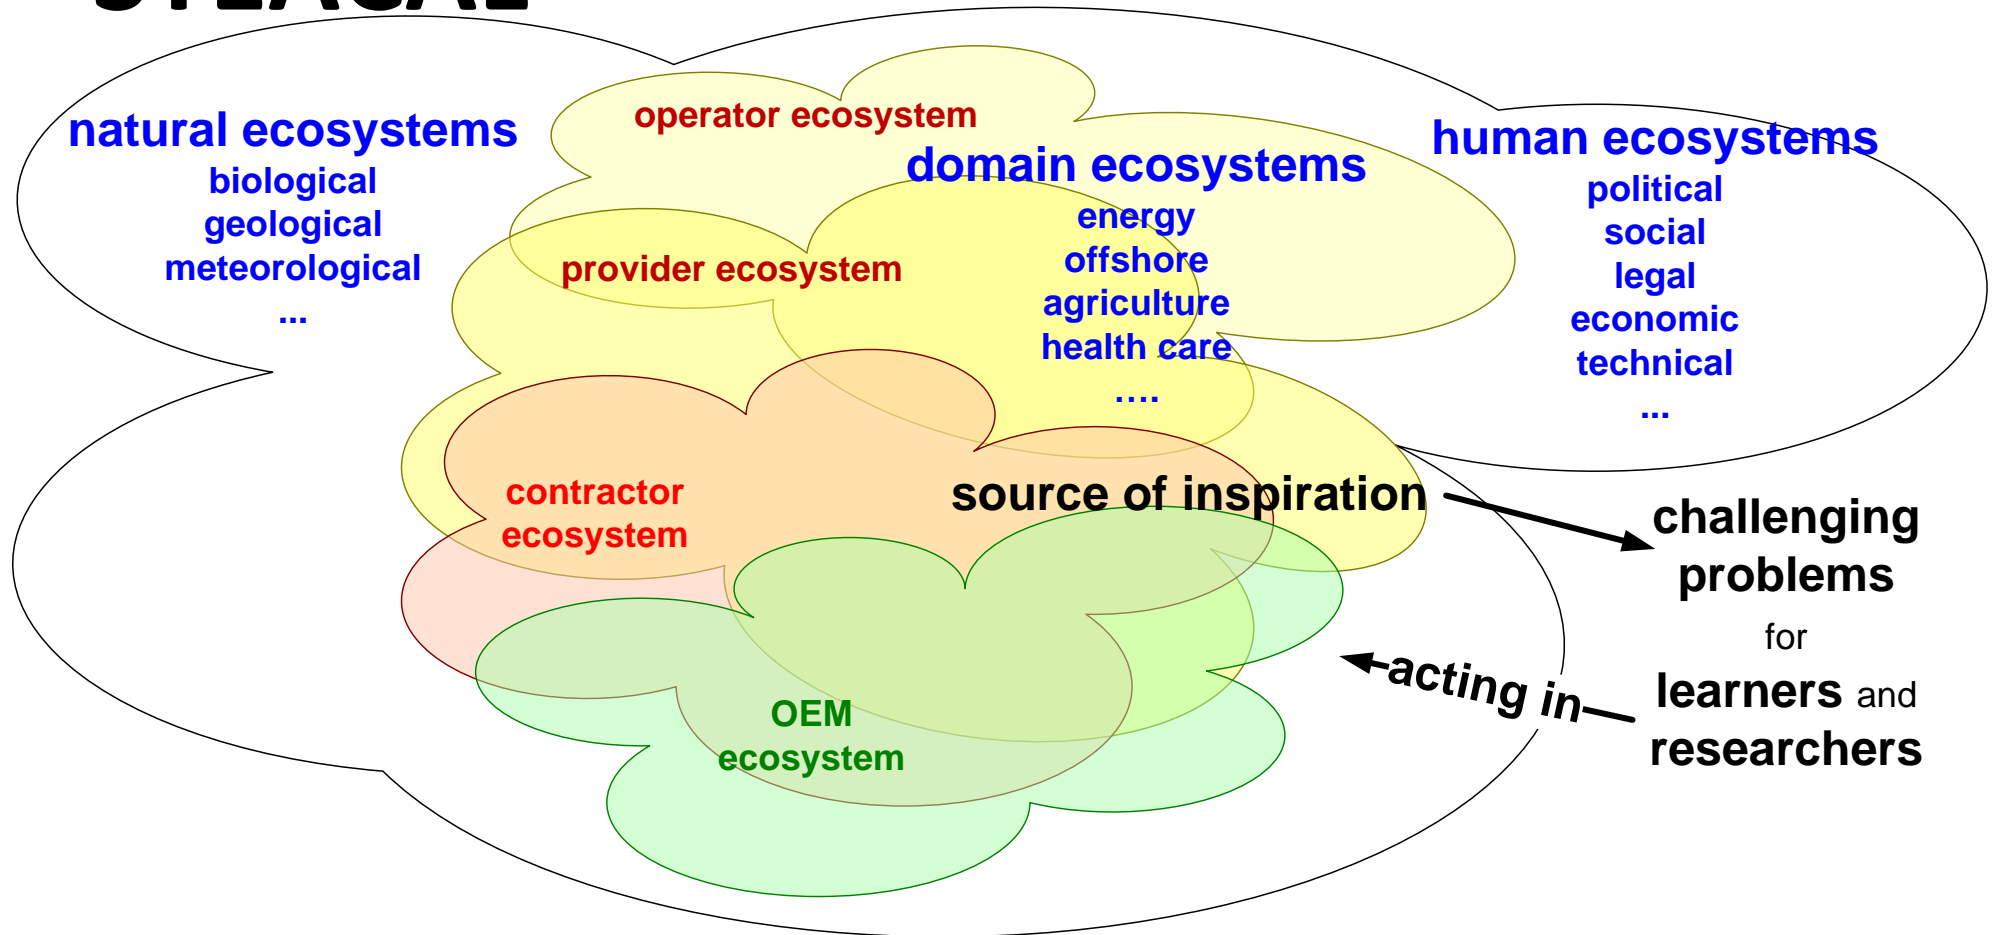 operator ecosystem
natural ecosystems
biological
geological
meteorological
...
provider ecosystem
domain ecosystems
energy
offshore
agriculture
health care
....
human ecosystems
political
social
legal
economic
technical
...
contractor
ecosystem
source of inspiration
OEM
ecosystem
challenging
problems
for
learners and
researchers
acting in